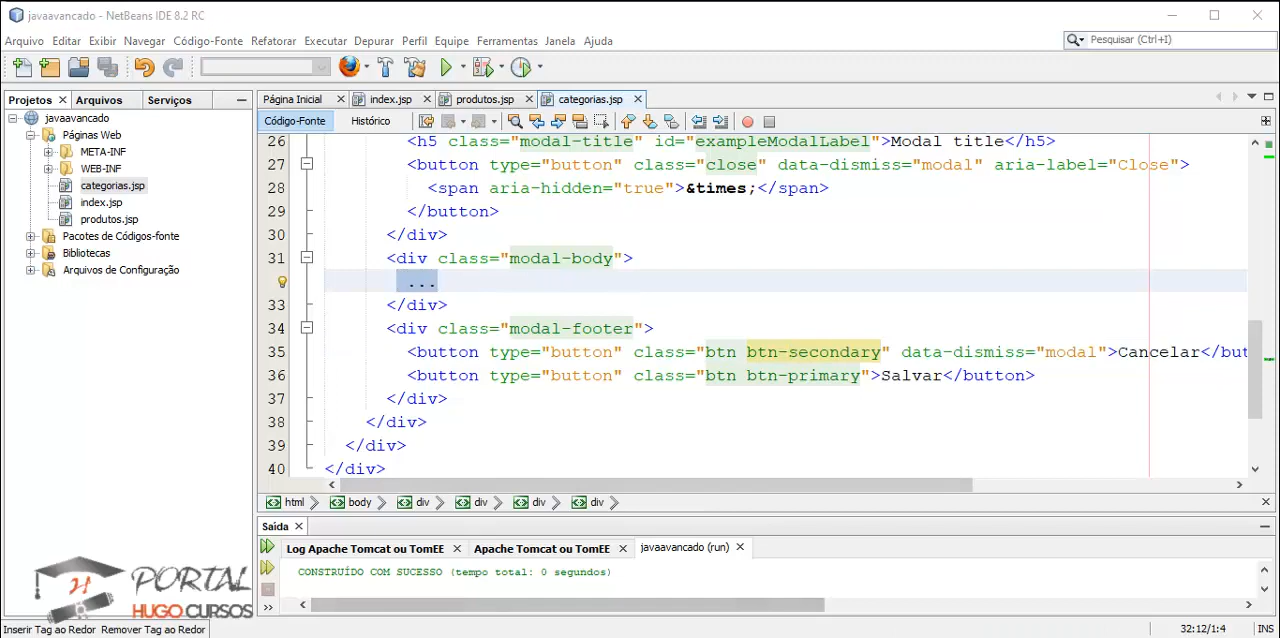 javaavancado - NetBeans IDE 8.2 RC
Arquivo Editar Exibir Navegar Código-Fonte Refatorar Executar Depurar Perfil Equipe Ferramentas Janela Ajuda
Pesquisar (Ctrl+I)
Projetos Arquivos Serviços
Página Inicial index.jsp produtos.jsp categorias.jsp
Código-Fonte Histórico
javaavancado
Páginas Web
META-INF
WEB-INF
categorias.jsp
index.jsp
produtos.jsp
Pacotes de Códigos-fonte
Bibliotecas
Arquivos de Configuração
26 <h5 class="modal-title" id="exampleModalLabel">Modal title</h5>
27 <button type="button" class="close" data-dismiss="modal" aria-label="Close">
28 <span aria-hidden="true">&times;</span>
29 </button>
30 </div>
31 <div class="modal-body">
...
33 </div>
34 <div class="modal-footer">
35 <button type="button" class="btn btn-secondary" data-dismiss="modal">Cancelar</but
36 <button type="button" class="btn btn-primary">Salvar</button>
37 </div>
38 </div>
39 </div>
40 </div>
html body div div div div
Saída
Log Apache Tomcat ou TomEE Apache Tomcat ou TomEE javaavancado (run)
CONSTRUÍDO COM SUCESSO (tempo total: 0 segundos)
H PORTAL
HUGO CURSOS
Inserir Tag ao Redor Remover Tag ao Redor
32:12/1:4 INS